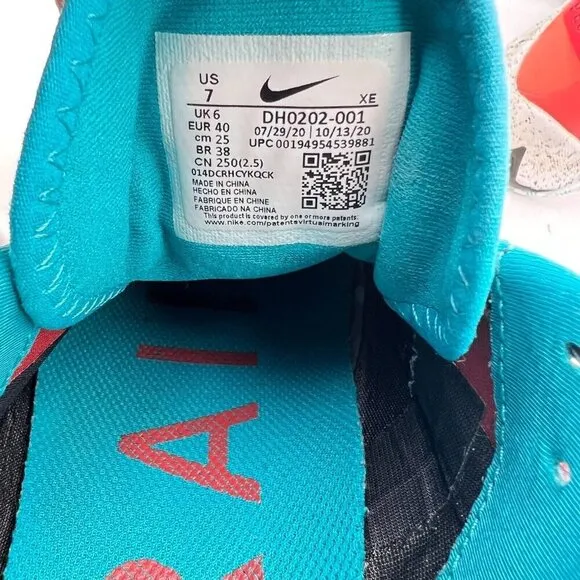 US
7 XE
UK 6 DH0202-001
EUR 40 07/29/20 | 10/13/20
cm 25 UPC 00194954539881
BR 38
CN 250(2.5)
014DCRHCYKQCK
MADE IN CHINA
HECHO EN CHINA
FABRIQUE EN CHINE
FABRICADO NA CHINA
This product is covered by one or more patents:
www.nike.com/patentsvirtualmarking
AIR